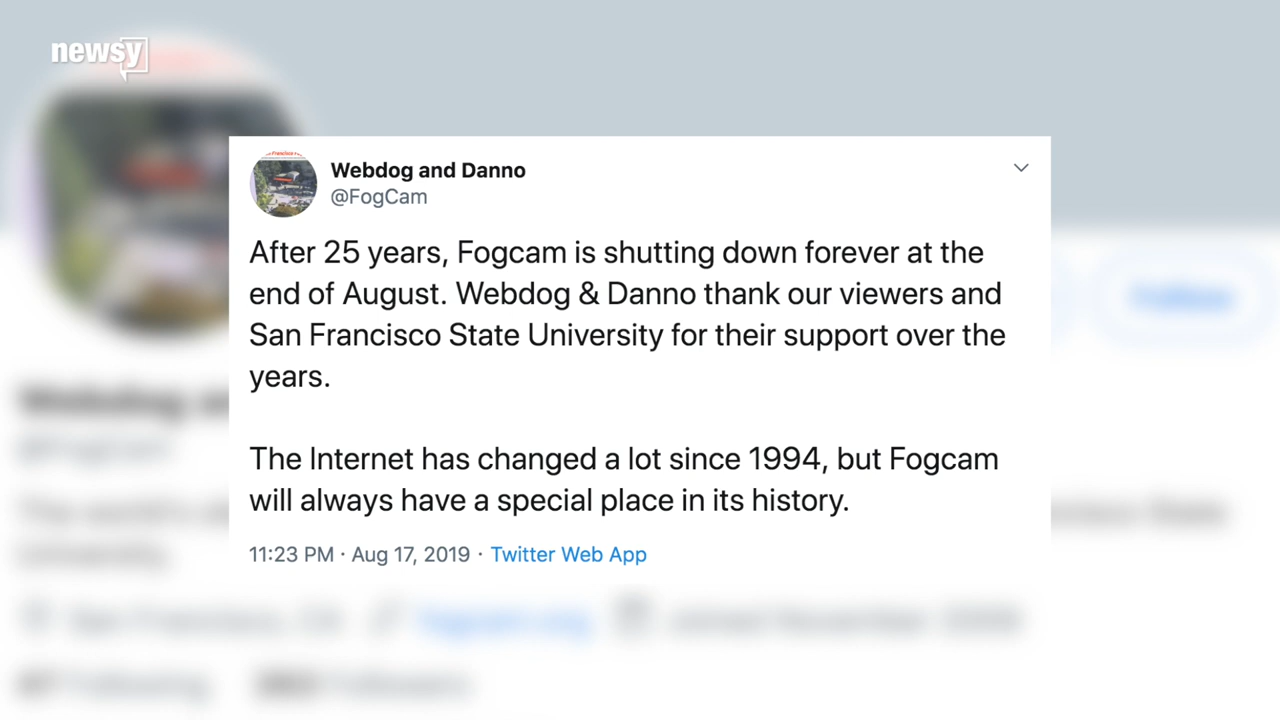 newsy
Webdog and Danno
@FogCam
After 25 years, Fogcam is shutting down forever at the
end of August. Webdog & Danno thank our viewers and
San Francisco State University for their support over the
years.
The Internet has changed a lot since 1994, but Fogcam
will always have a special place in its history.
11:23 PM · Aug 17, 2019 · Twitter Web App